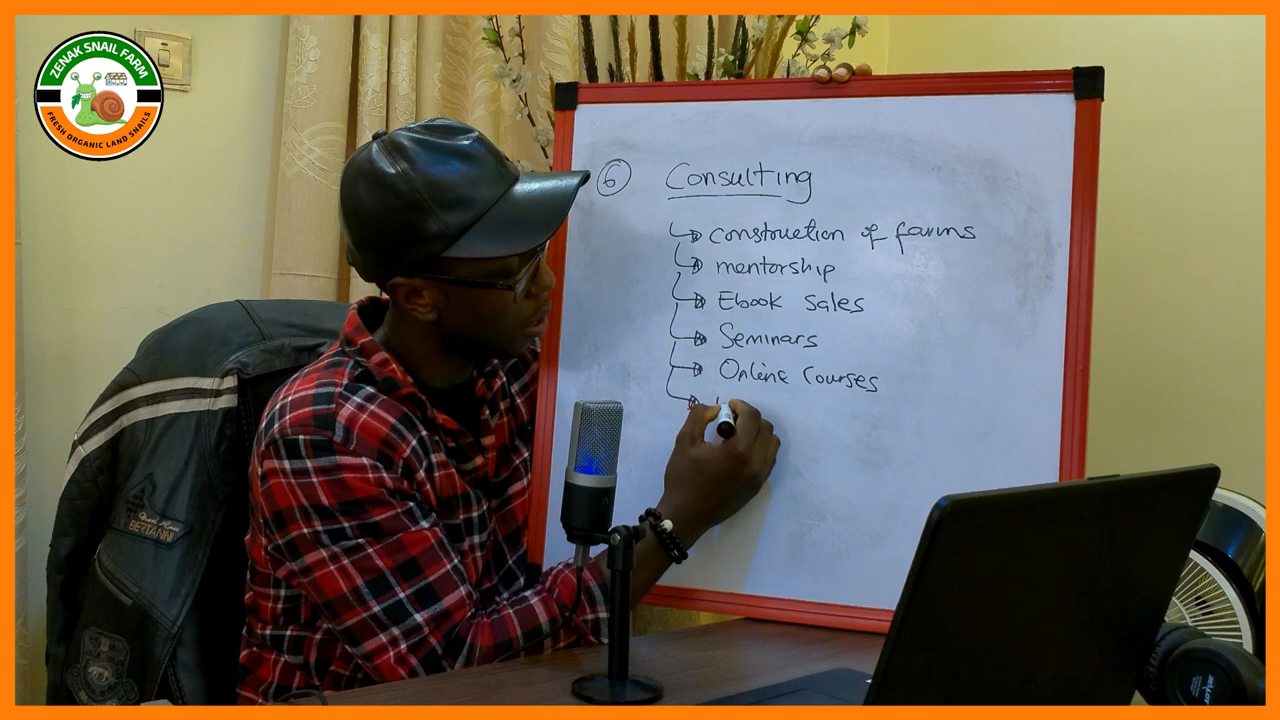 ZENAK SNAIL FARM
FRESH ORGANIC LAND SNAILS
6 Consulting
construction of farms
mentorship
Ebook sales
Seminars
Online Courses
BERTANNI